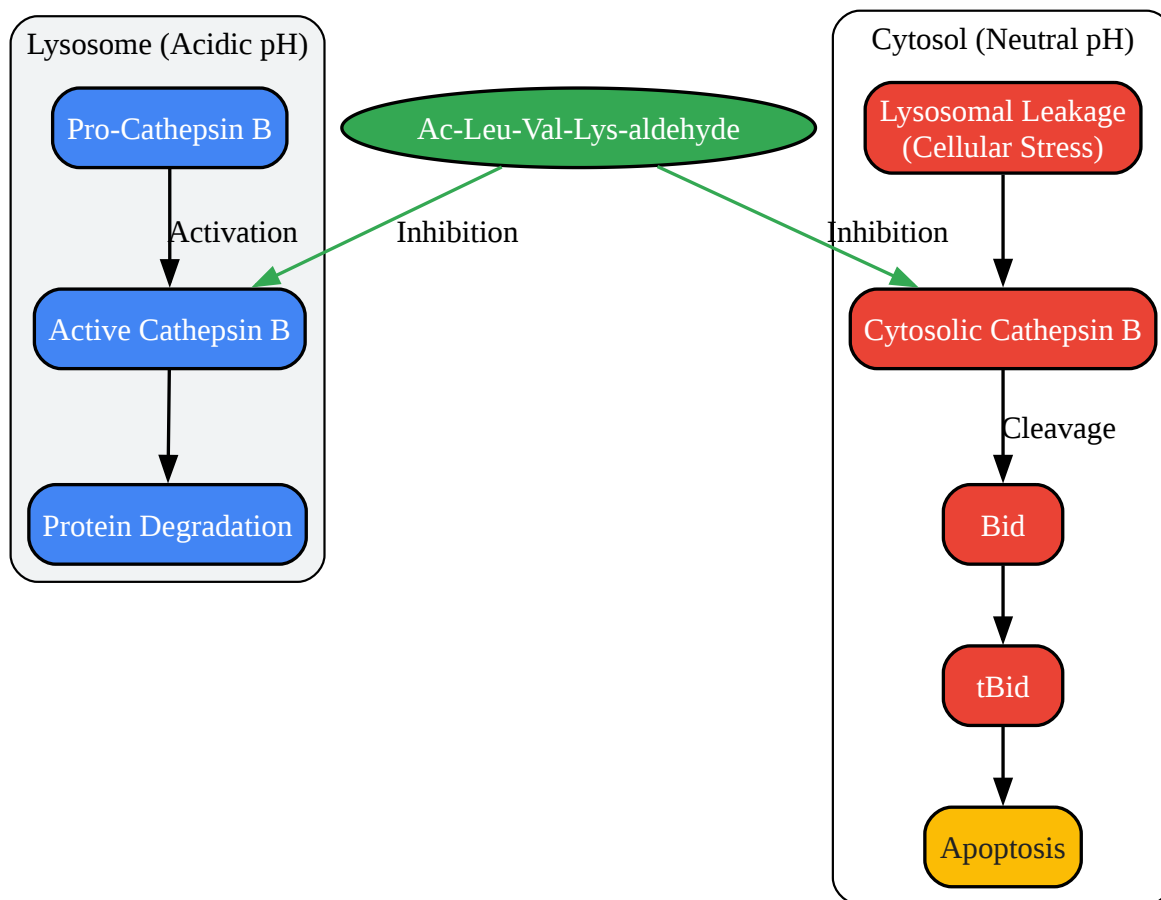 Lysosome (Acidic pH)
Pro-Cathepsin B
Activation
Active Cathepsin B
Protein Degradation
Ac-Leu-Val-Lys-aldehyde
Inhibition
Inhibition
Cytosol (Neutral pH)
Lysosomal Leakage
(Cellular Stress)
Cytosolic Cathepsin B
Cleavage
Bid
tBid
Apoptosis